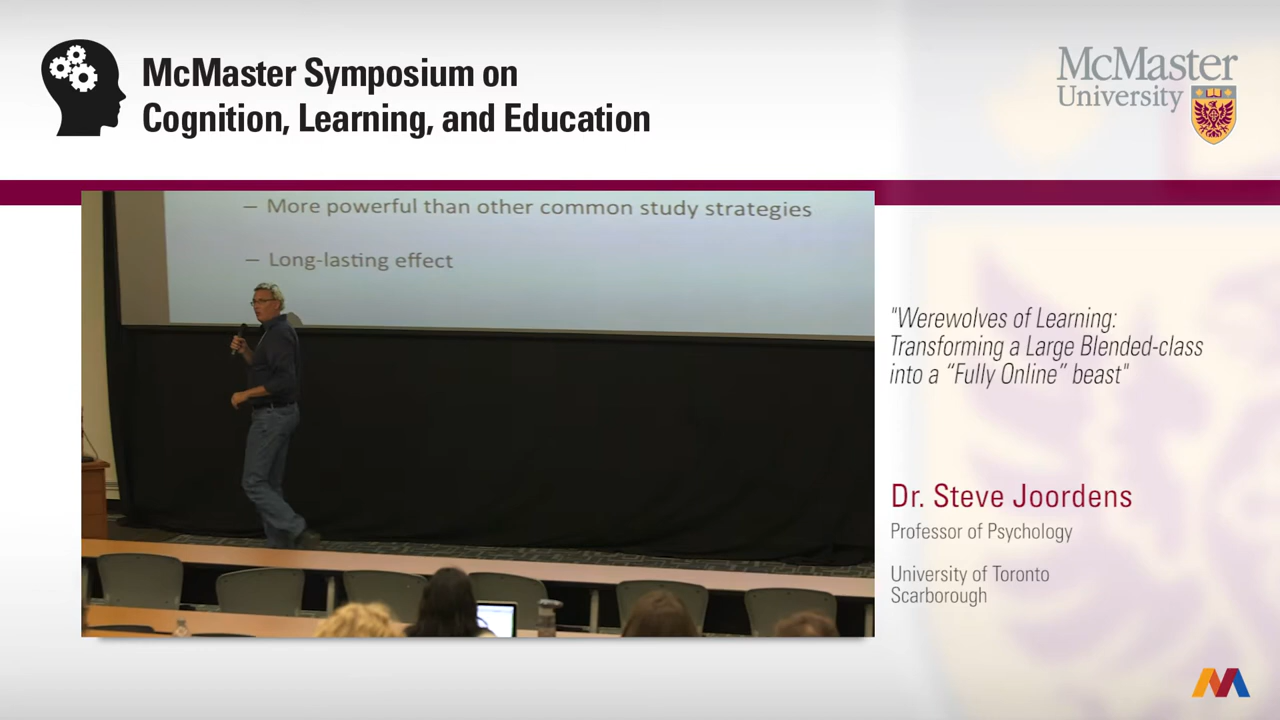 McMaster Symposium on
Cognition, Learning, and Education
McMaster
University
— More powerful than other common study strategies
— Long-lasting effect
"Werewolves of Learning:
Transforming a Large Blended-class
into a “Fully Online” beast"
Dr. Steve Joordens
Professor of Psychology
University of Toronto
Scarborough